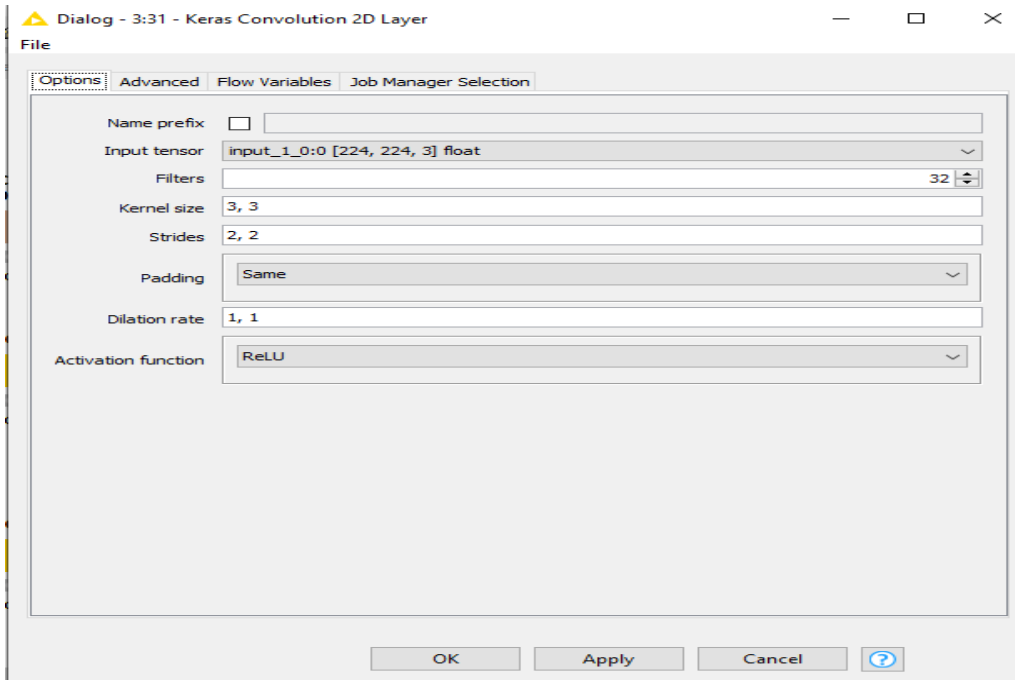 Dialog - 3:31 - Keras Convolution 2D Layer
File
Options Advanced Flow Variables Job Manager Selection
Name prefix
Input tensor input_1_0:0 [224, 224, 3] float
Filters 32
Kernel size 3, 3
Strides 2, 2
Padding Same
Dilation rate 1, 1
Activation function ReLU
OK Apply Cancel ?